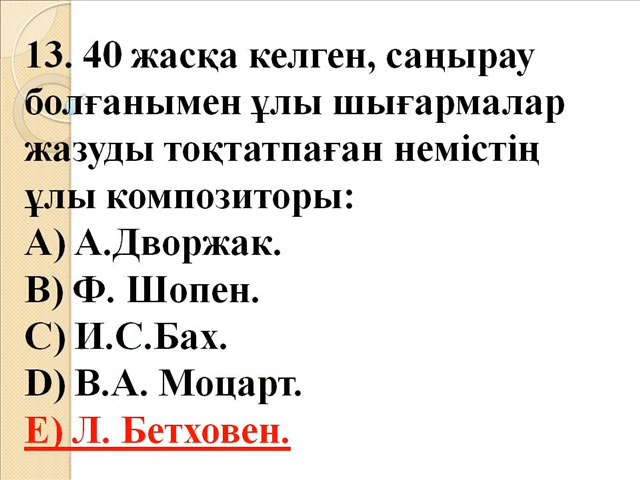 13. 40 жасқа келген, саңырау
болғанымен ұлы шығармалар
жазуды тоқтатпаған немістің
ұлы композиторы:
A) А.Дворжак.
B) Ф. Шопен.
C) И.С.Бах.
D) В.А. Моцарт.
E) Л. Бетховен.